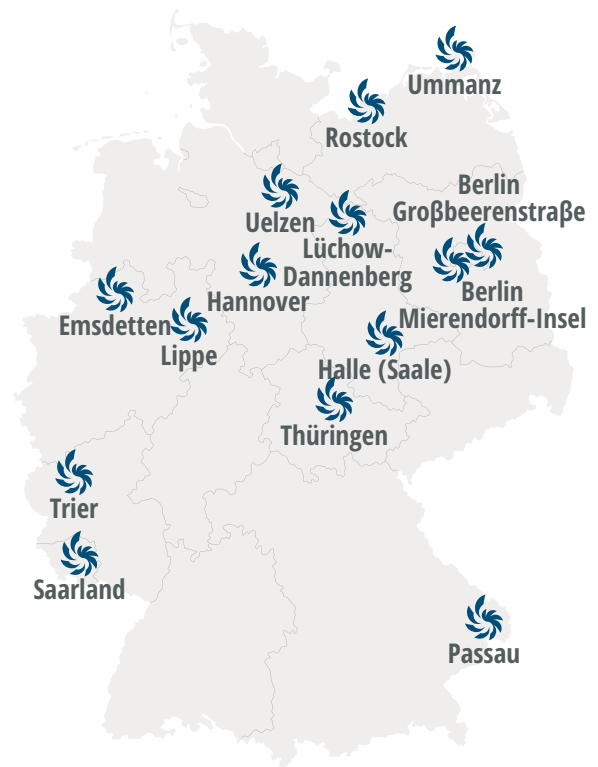 Ummanz
Rostock
Berlin
Großbeerenstraße
Uelzen
Lüchow-
Dannenberg
Berlin
Mierendorff-Insel
Hannover
Emsdetten
Lippe
Halle (Saale)
Thüringen
Trier
Saarland
Passau